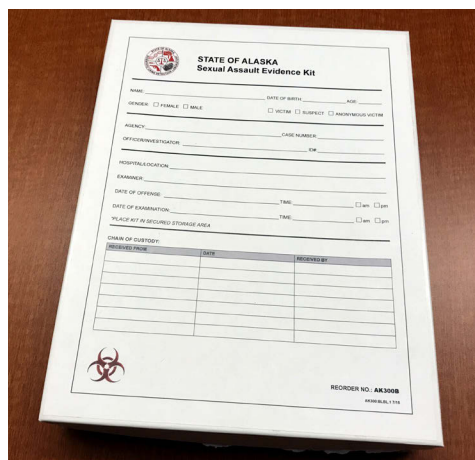 STATE OF ALASKA
Sexual Assault Evidence Kit
NAME: DATE OF BIRTH: AGE:
GENDER: ☐ FEMALE ☐ MALE ☐ VICTIM ☐ SUSPECT ☐ ANONYMOUS VICTIM
AGENCY: CASE NUMBER:
OFFICER/INVESTIGATOR: ID#:
HOSPITAL/LOCATION:
EXAMINER:
DATE OF OFFENSE: TIME: ☐ am ☐ pm
DATE OF EXAMINATION: TIME: ☐ am ☐ pm
*PLACE KIT IN SECURED STORAGE AREA
CHAIN OF CUSTODY:
RECEIVED FROM DATE RECEIVED BY
REORDER NO.: AK300B